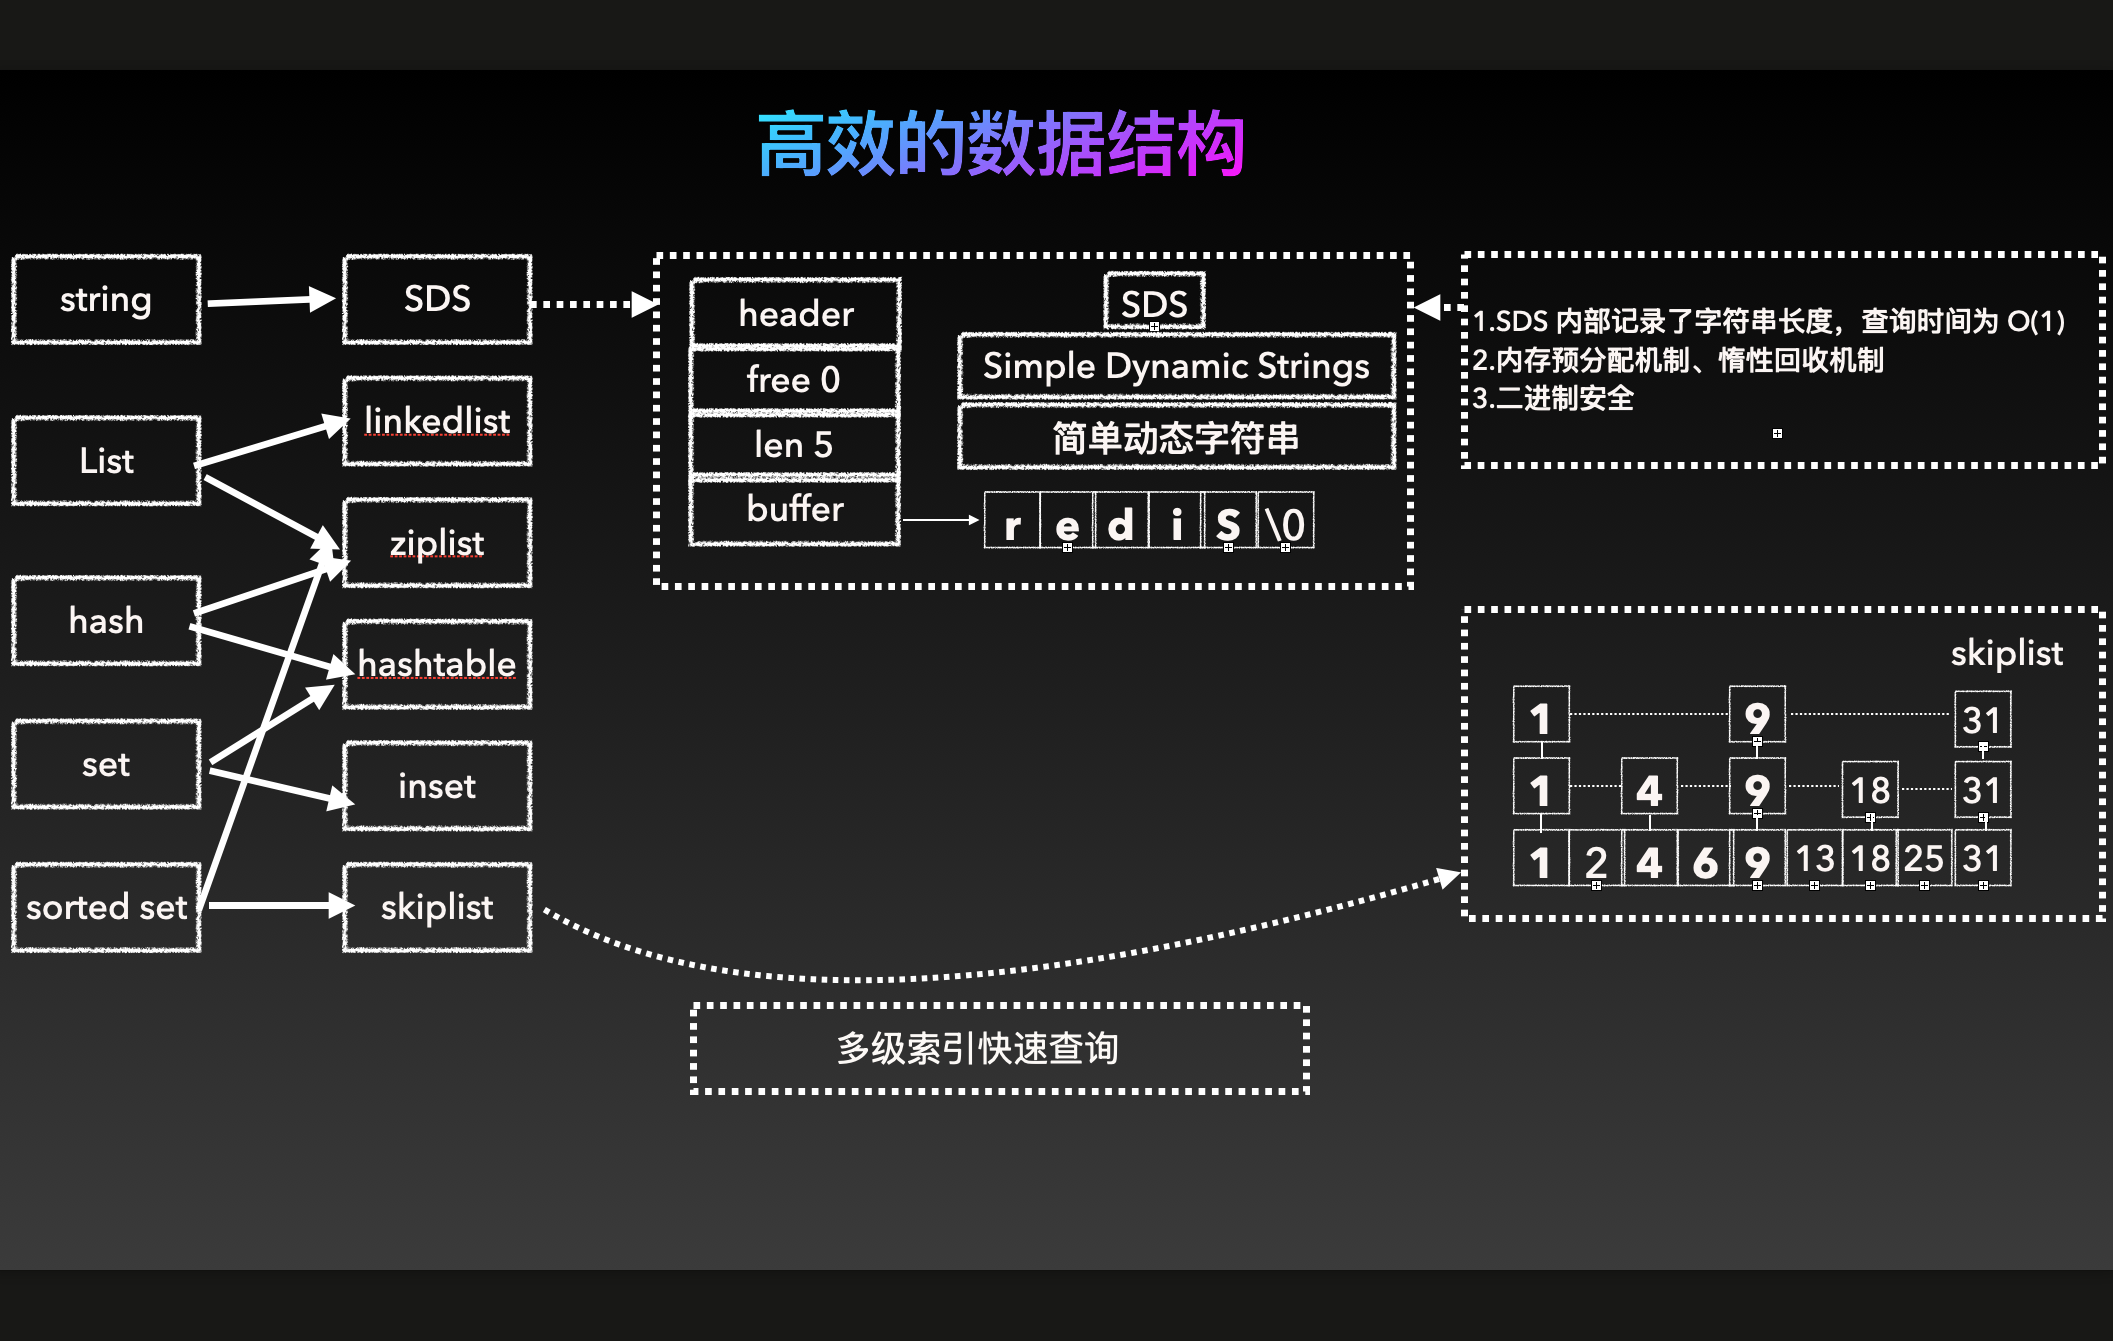 高效的数据结构
string
List
hash
set
sorted set
SDS
linkedlist
ziplist
hashtable
inset
skiplist
header
free 0
len 5
buffer
SDS
Simple Dynamic Strings
简单动态字符串
r e d i S \0
1.SDS 内部记录了字符串长度，查询时间为 O(1)
2.内存预分配机制、惰性回收机制
3.二进制安全
skiplist
1 9 31
1 4 9 18 31
1 2 4 6 9 13 18 25 31
多级索引快速查询